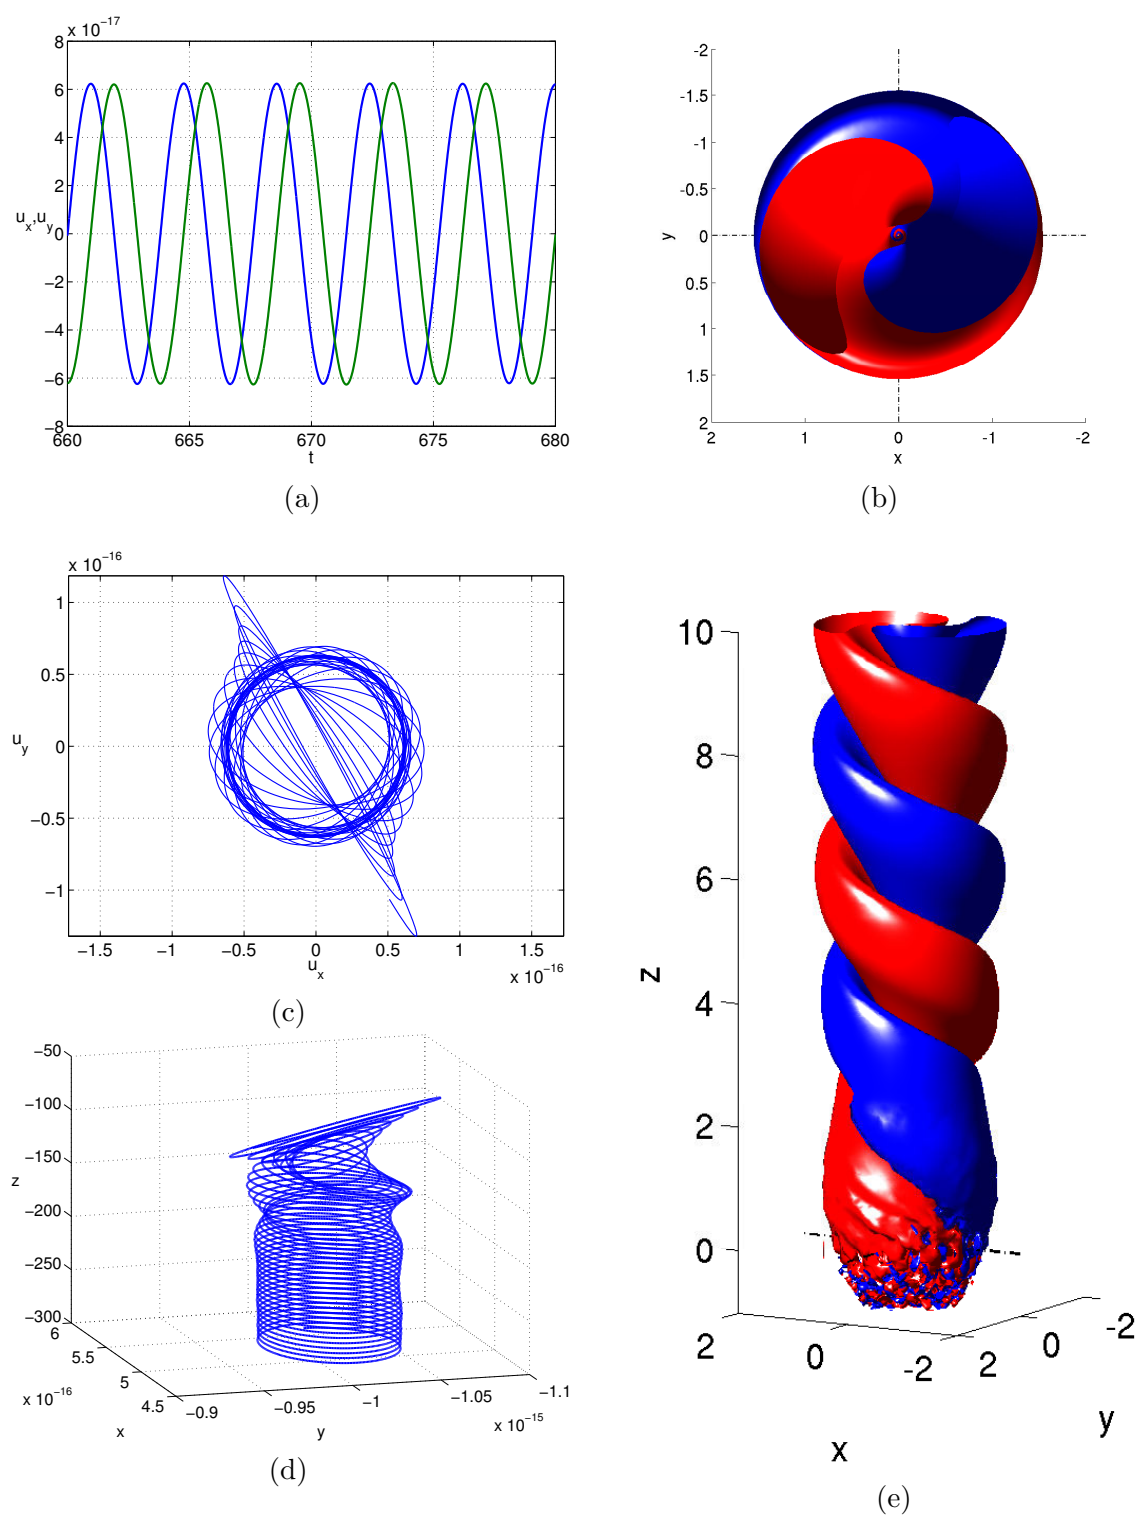 x 10⁻¹⁷
8
6
4
2
0
−2
−4
−6
−8
uₓ,u_y
660 665 670 675 680
t
(a)
-2
-1.5
-1
-0.5
0
0.5
1
1.5
2
y
2 1 0 -1 -2
x
(b)
x 10⁻¹⁶
1
0.5
0
−0.5
−1
u_y
−1.5 −1 −0.5 0 0.5 1 1.5
uₓ
x 10⁻¹⁶
(c)
−50
−100
−150
−200
−250
−300
z
6
5.5
5
4.5
x 10⁻¹⁶
x
−0.9 −0.95 −1 −1.05 −1.1
x 10⁻¹⁵
y
(d)
10
8
6
4
2
0
z
2 0 -2
x
2 0 -2
y
(e)